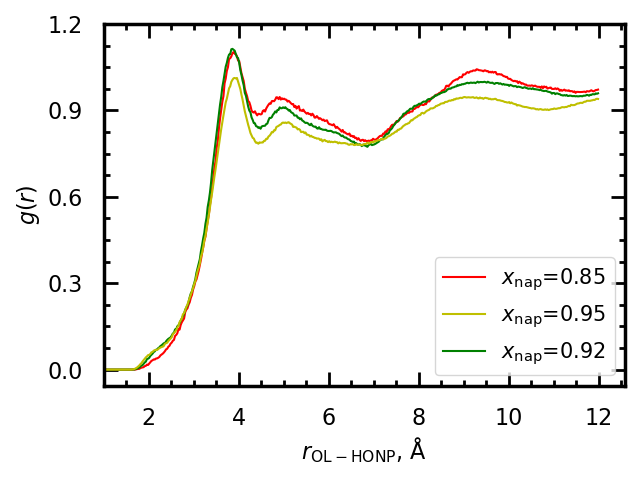 1.2
0.9
0.6
0.3
0.0
g(r)
x_nap=0.85
x_nap=0.95
x_nap=0.92
2 4 6 8 10 12
r_OL−HONP, Å